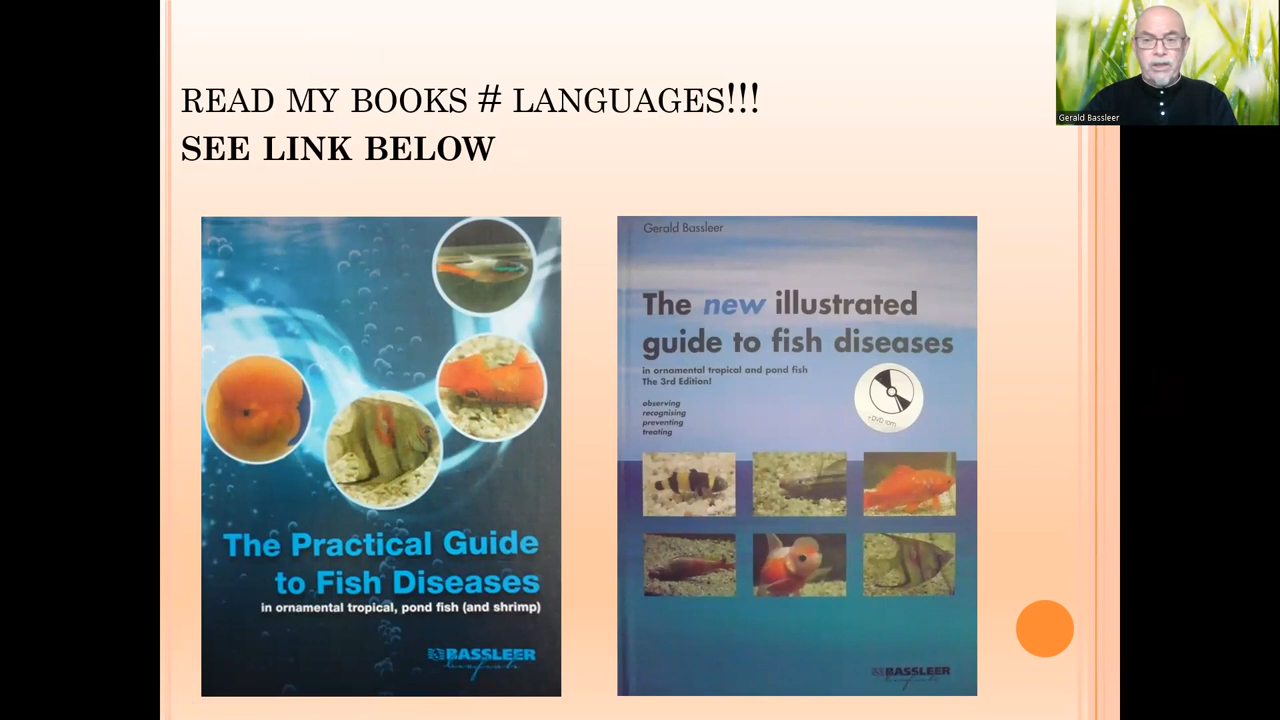 READ MY BOOKS # LANGUAGES!!!
SEE LINK BELOW
Gerald Bassleer
The Practical Guide
to Fish Diseases
in ornamental tropical, pond fish (and shrimp)
BASSLEER
Gerald Bassleer
The new illustrated
guide to fish diseases
in ornamental tropical and pond fish
The 3rd Edition!
observing
recognising
preventing
treating
+DVD rom
BASSLEER